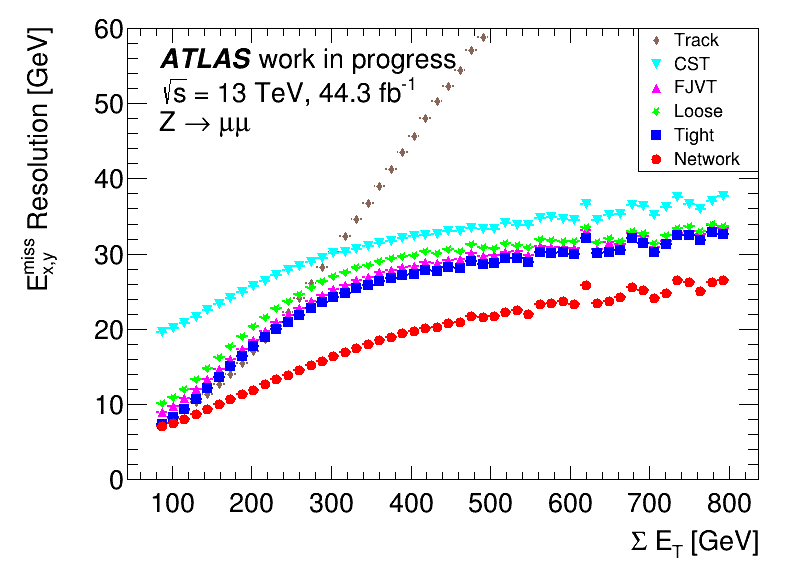 ATLAS work in progress
√s = 13 TeV, 44.3 fb⁻¹
Z → μμ
Track
CST
FJVT
Loose
Tight
Network
E_{x,y}^{miss} Resolution [GeV]
60
50
40
30
20
10
0
100 200 300 400 500 600 700 800
Σ E_T [GeV]